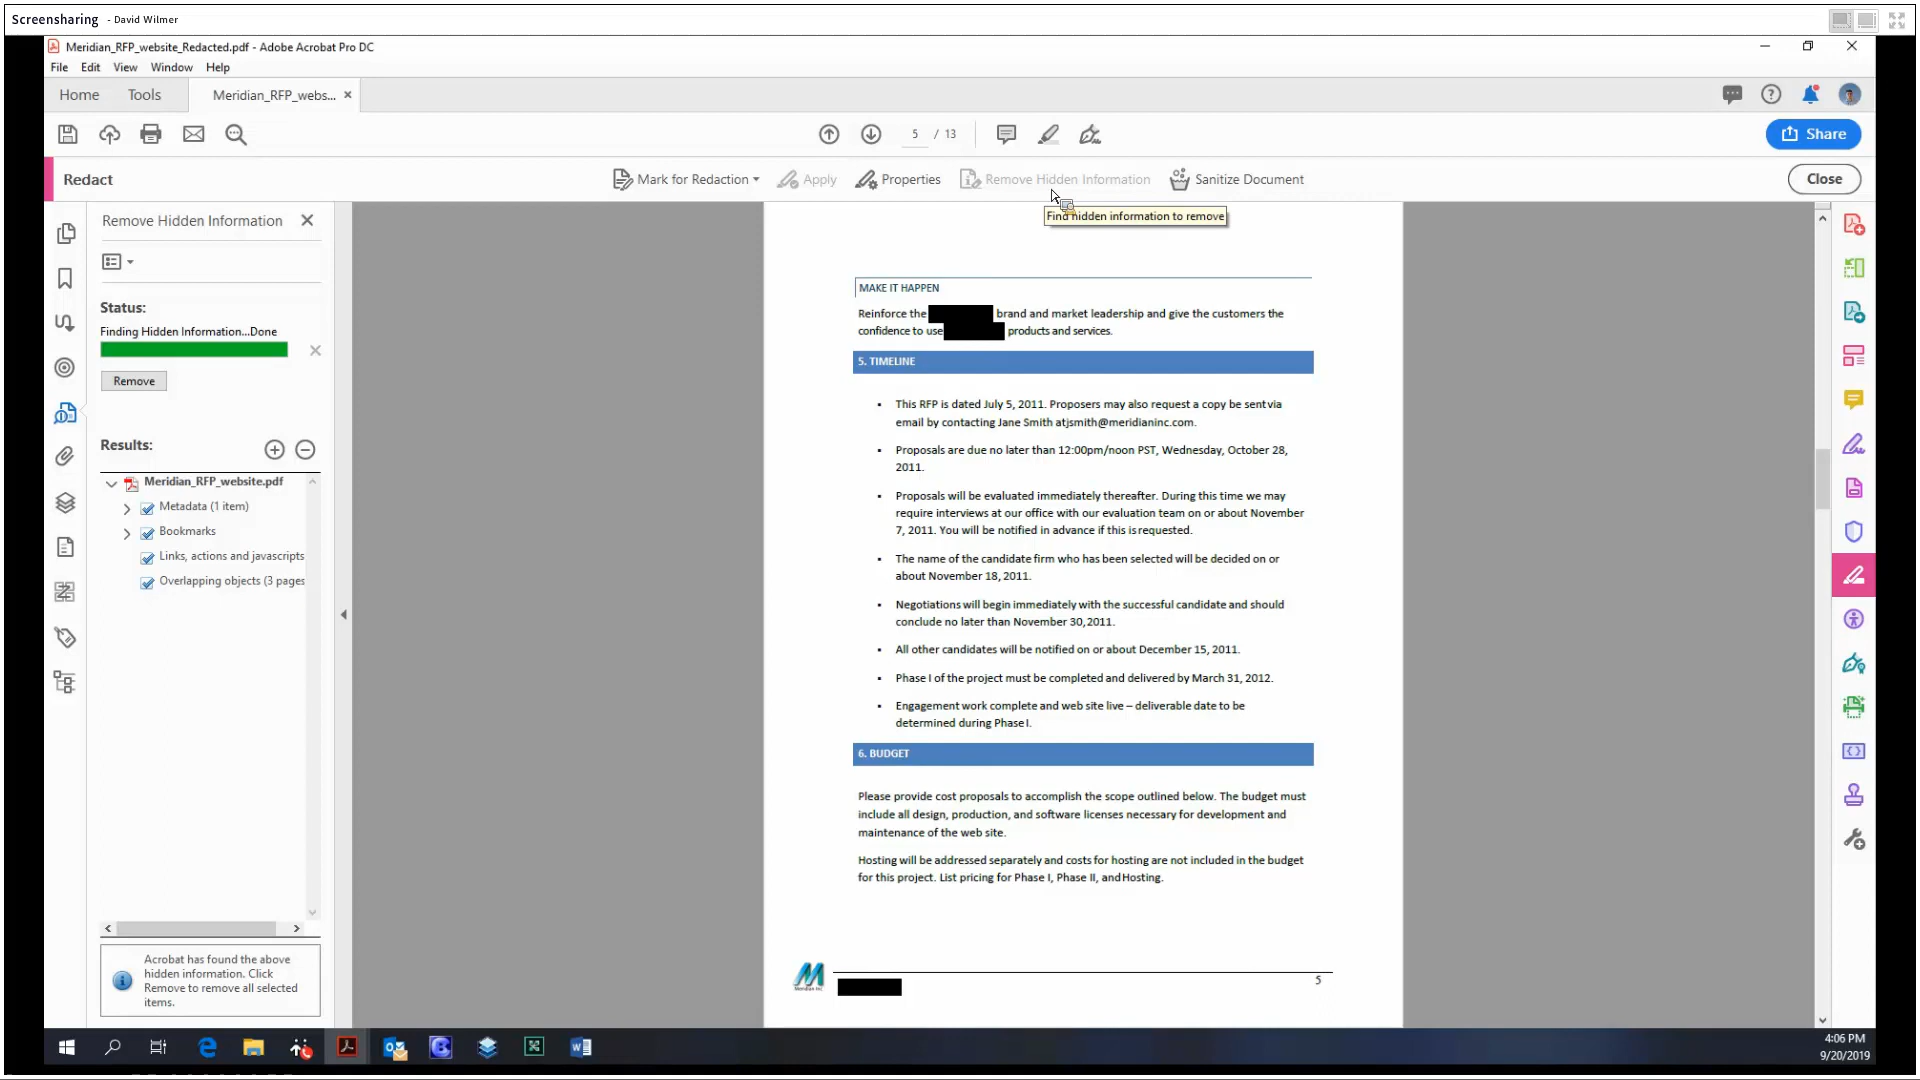 Screensharing - David Wilmer
Meridian_RFP_website_Redacted.pdf - Adobe Acrobat Pro DC
File Edit View Window Help
Home Tools Meridian_RFP_webs... ×
5 / 13
Share
Redact
Mark for Redaction Apply Properties Remove Hidden Information Sanitize Document Close
Find hidden information to remove
Remove Hidden Information
Status:
Finding Hidden Information...Done
Remove
Results:
Meridian_RFP_website.pdf
Metadata (1 item)
Bookmarks
Links, actions and javascripts
Overlapping objects (3 pages
Acrobat has found the above
hidden information. Click
Remove to remove all selected
items.
MAKE IT HAPPEN
Reinforce the brand and market leadership and give the customers the
confidence to use products and services.
5. TIMELINE
▪ This RFP is dated July 5, 2011. Proposers may also request a copy be sentvia
email by contacting Jane Smith atjsmith@meridianinc.com.
▪ Proposals are due no later than 12:00pm/noon PST, Wednesday, October 28,
2011.
▪ Proposals will be evaluated immediately thereafter. During this time we may
require interviews at our office with our evaluation team on or about November
7, 2011. You will be notified in advance if this is requested.
▪ The name of the candidate firm who has been selected will be decided on or
about November 18, 2011.
▪ Negotiations will begin immediately with the successful candidate and should
conclude no later than November 30, 2011.
▪ All other candidates will be notified on or about December 15, 2011.
▪ Phase I of the project must be completed and delivered by March 31, 2012.
▪ Engagement work complete and web site live – deliverable date to be
determined during Phase I.
6. BUDGET
Please provide cost proposals to accomplish the scope outlined below. The budget must
include all design, production, and software licenses necessary for development and
maintenance of the web site.
Hosting will be addressed separately and costs for hosting are not included in the budget
for this project. List pricing for Phase I, Phase II, and Hosting.
Meridian Inc
5
4:06 PM
9/20/2019